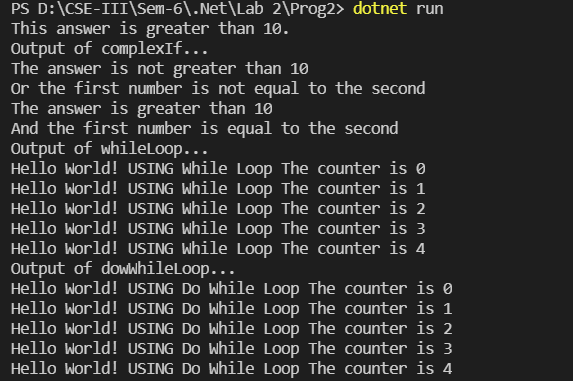 PS D:\CSE-III\Sem-6\.Net\Lab 2\Prog2> dotnet run
This answer is greater than 10.
Output of complexIf...
The answer is not greater than 10
Or the first number is not equal to the second
The answer is greater than 10
And the first number is equal to the second
Output of whileLoop...
Hello World! USING While Loop The counter is 0
Hello World! USING While Loop The counter is 1
Hello World! USING While Loop The counter is 2
Hello World! USING While Loop The counter is 3
Hello World! USING While Loop The counter is 4
Output of dowWhileLoop...
Hello World! USING Do While Loop The counter is 0
Hello World! USING Do While Loop The counter is 1
Hello World! USING Do While Loop The counter is 2
Hello World! USING Do While Loop The counter is 3
Hello World! USING Do While Loop The counter is 4